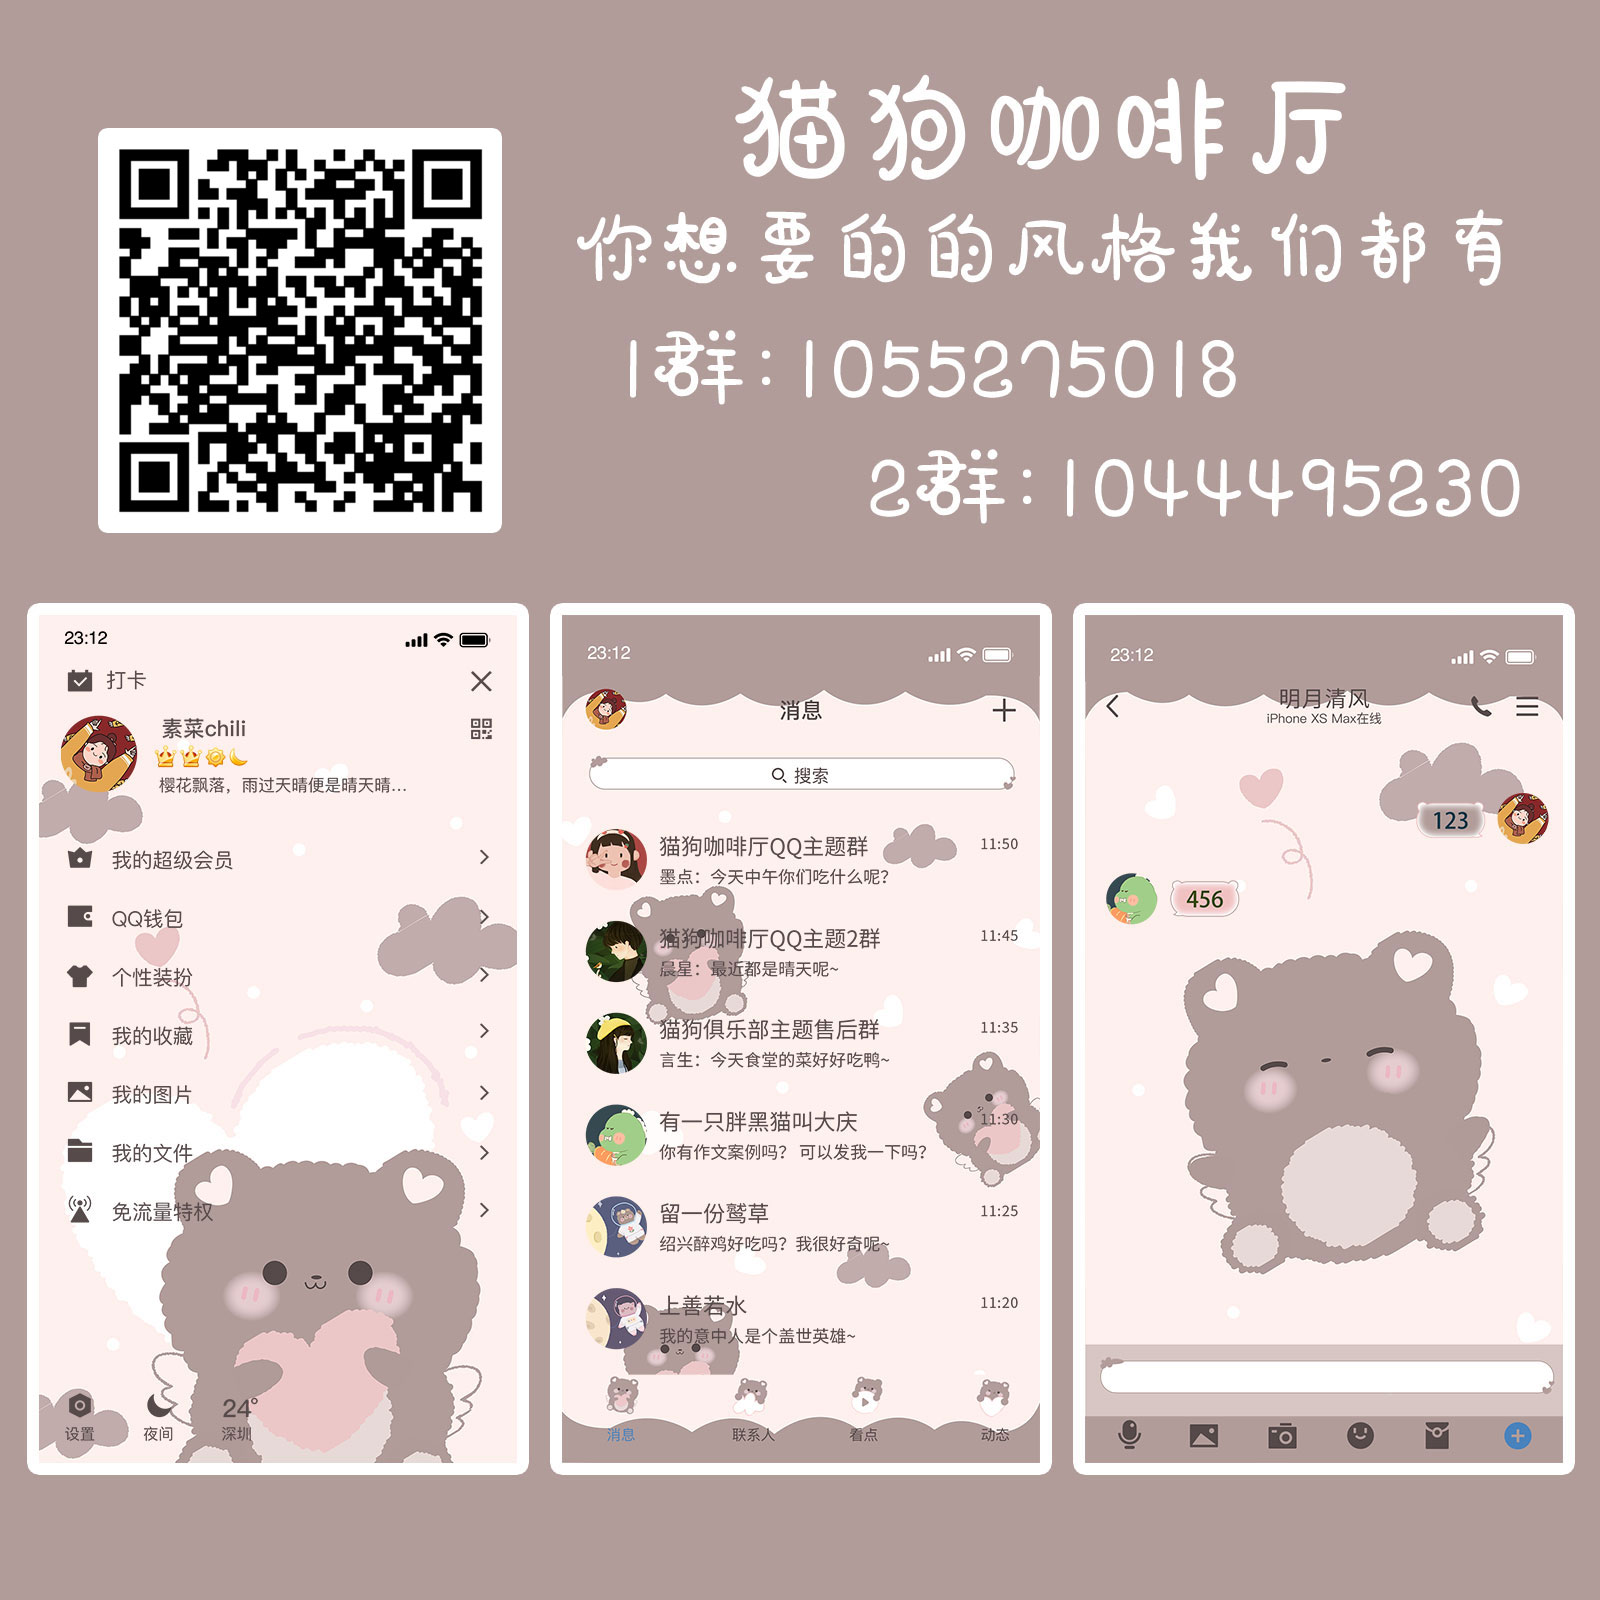 猫狗咖啡厅
你想要的的风格我们都有
1群:1055275018
2群:1044495230
23:12
打卡
素菜chili
樱花飘落，雨过天晴便是晴天晴...
我的超级会员
QQ钱包
个性装扮
我的收藏
我的图片
我的文件
免流量特权
24°
设置
夜间
深圳
23:12
消息
搜索
猫狗咖啡厅QQ主题群
11:50
墨点：今天中午你们吃什么呢？
猫狗咖啡厅QQ主题2群
11:45
晨星：最近都是晴天呢~
猫狗俱乐部主题售后群
11:35
言生：今天食堂的菜好好吃鸭~
有一只胖黑猫叫大庆
11:30
你有作文案例吗？ 可以发我一下吗？
留一份鹫草
11:25
绍兴醉鸡好吃吗？我很好奇呢~
上善若水
11:20
我的意中人是个盖世英雄~
消息
联系人
看点
动态
23:12
明月清风
iPhone XS Max在线
123
456